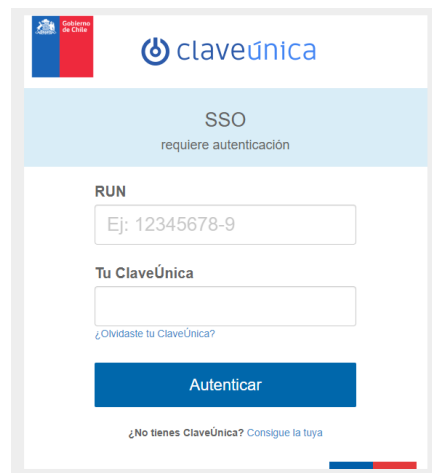 Gobierno
de Chile
claveúnica
SSO
requiere autenticación
RUN
Ej: 12345678-9
Tu ClaveÚnica
¿Olvidaste tu ClaveÚnica?
Autenticar
¿No tienes ClaveÚnica? Consigue la tuya